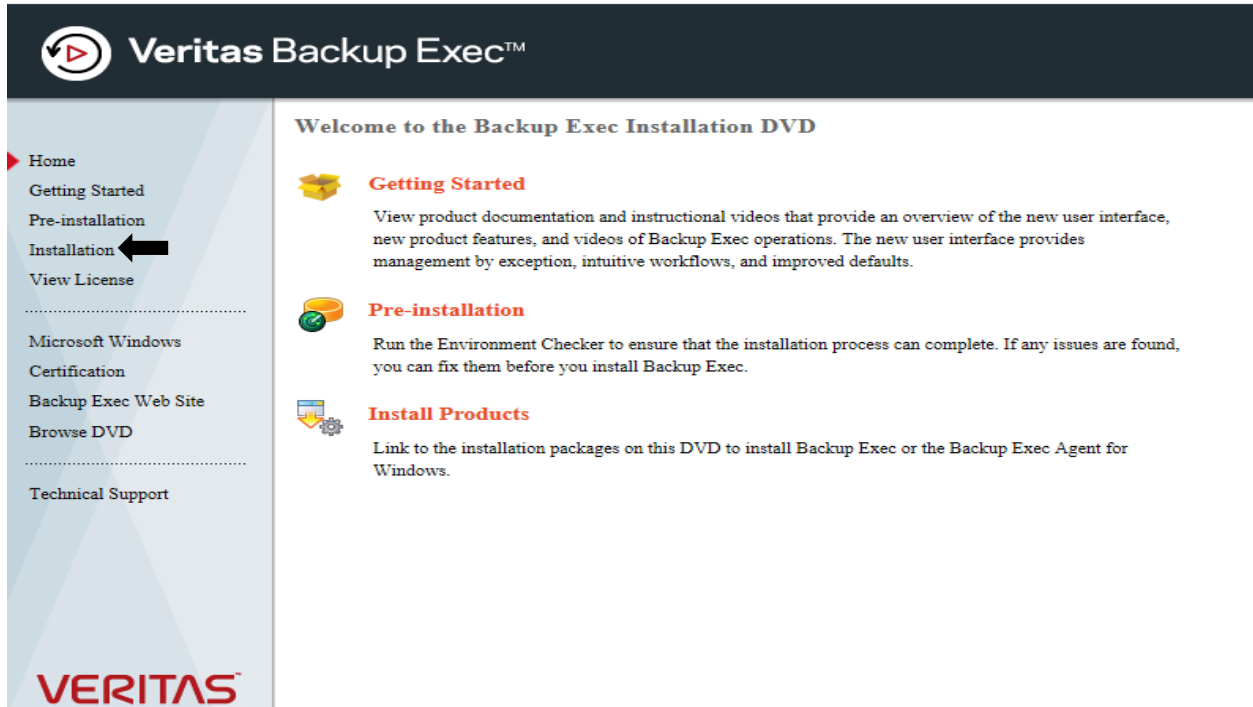 Veritas Backup Exec™
Home
Getting Started
Pre-installation
Installation
View License
Microsoft Windows
Certification
Backup Exec Web Site
Browse DVD
Technical Support
VERITAS™
Welcome to the Backup Exec Installation DVD
Getting Started
View product documentation and instructional videos that provide an overview of the new user interface,
new product features, and videos of Backup Exec operations. The new user interface provides
management by exception, intuitive workflows, and improved defaults.
Pre-installation
Run the Environment Checker to ensure that the installation process can complete. If any issues are found,
you can fix them before you install Backup Exec.
Install Products
Link to the installation packages on this DVD to install Backup Exec or the Backup Exec Agent for
Windows.